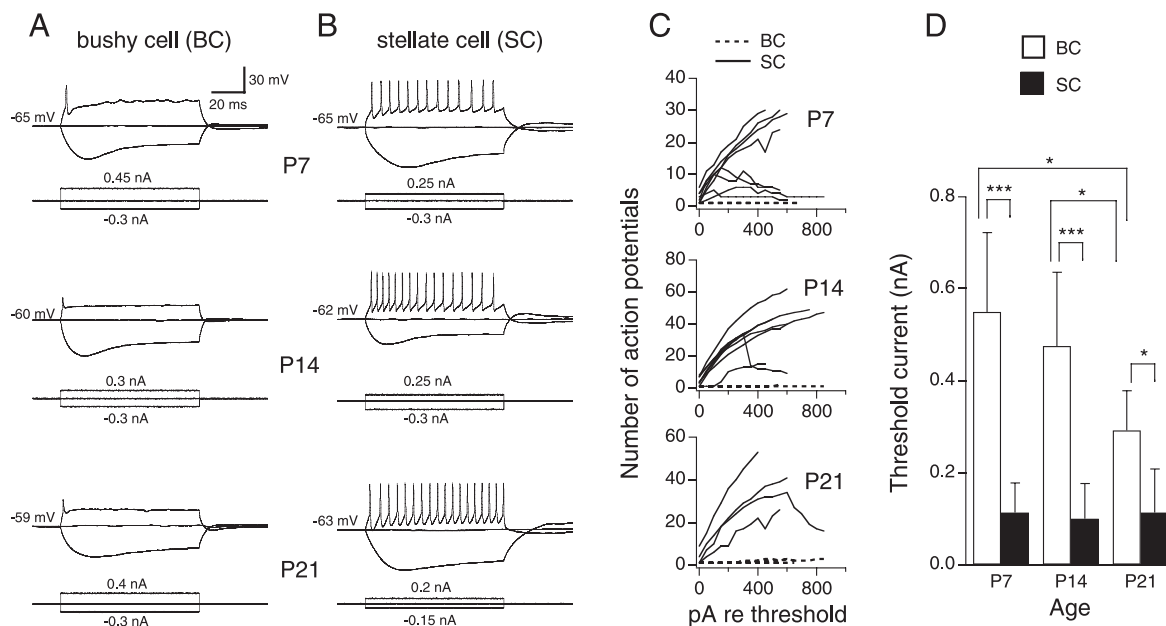 A
bushy cell (BC)
30 mV
20 ms
-65 mV
0.45 nA
-0.3 nA
-60 mV
0.3 nA
-0.3 nA
-59 mV
0.4 nA
-0.3 nA
P7
P14
P21
B
stellate cell (SC)
-65 mV
0.25 nA
-0.3 nA
-62 mV
0.25 nA
-0.3 nA
-63 mV
0.2 nA
-0.15 nA
C
BC
SC
Number of action potentials
40
30
20
10
0
P7
0 400 800
80
60
40
20
0
P14
0 400 800
60
40
20
0
P21
0 400 800
pA re threshold
D
BC
SC
Threshold current (nA)
0.8
0.6
0.4
0.2
0.0
*
***
*
***
*
P7 P14 P21
Age